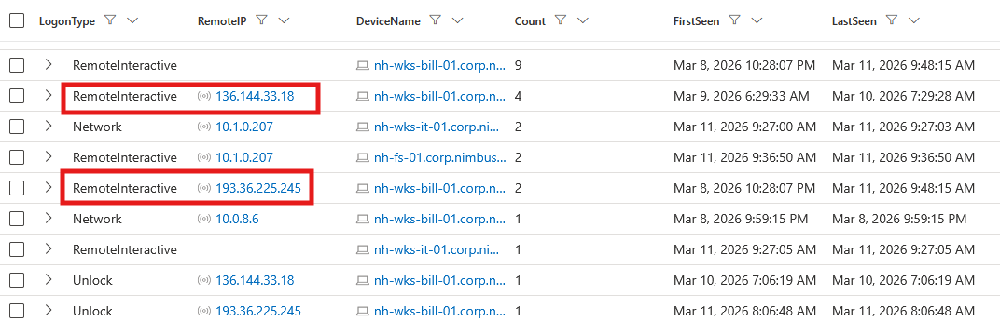 LogonType RemoteIP DeviceName Count FirstSeen LastSeen
RemoteInteractive nh-wks-bill-01.corp.n... 9 Mar 8, 2026 10:28:07 PM Mar 11, 2026 9:48:15 AM
RemoteInteractive 136.144.33.18 nh-wks-bill-01.corp.n... 4 Mar 9, 2026 6:29:33 AM Mar 10, 2026 7:28:29 AM
Network 10.1.0.207 nh-wks-it-01.corp.ni... 2 Mar 11, 2026 9:27:00 AM Mar 11, 2026 9:27:03 AM
RemoteInteractive 10.1.0.207 nh-fs-01.corp.nimbus... 2 Mar 11, 2026 9:36:50 AM Mar 11, 2026 9:36:50 AM
RemoteInteractive 193.36.225.245 nh-wks-bill-01.corp.n... 2 Mar 8, 2026 10:28:07 PM Mar 11, 2026 9:48:15 AM
Network 10.0.8.6 nh-wks-bill-01.corp.n... 1 Mar 8, 2026 9:59:15 PM Mar 8, 2026 9:59:15 PM
RemoteInteractive nh-wks-it-01.corp.ni... 1 Mar 11, 2026 9:27:05 AM Mar 11, 2026 9:27:05 AM
Unlock 136.144.33.18 nh-wks-bill-01.corp.n... 1 Mar 10, 2026 7:06:19 AM Mar 10, 2026 7:06:19 AM
Unlock 193.36.225.245 nh-wks-bill-01.corp.n... 1 Mar 11, 2026 8:06:48 AM Mar 11, 2026 8:06:48 AM